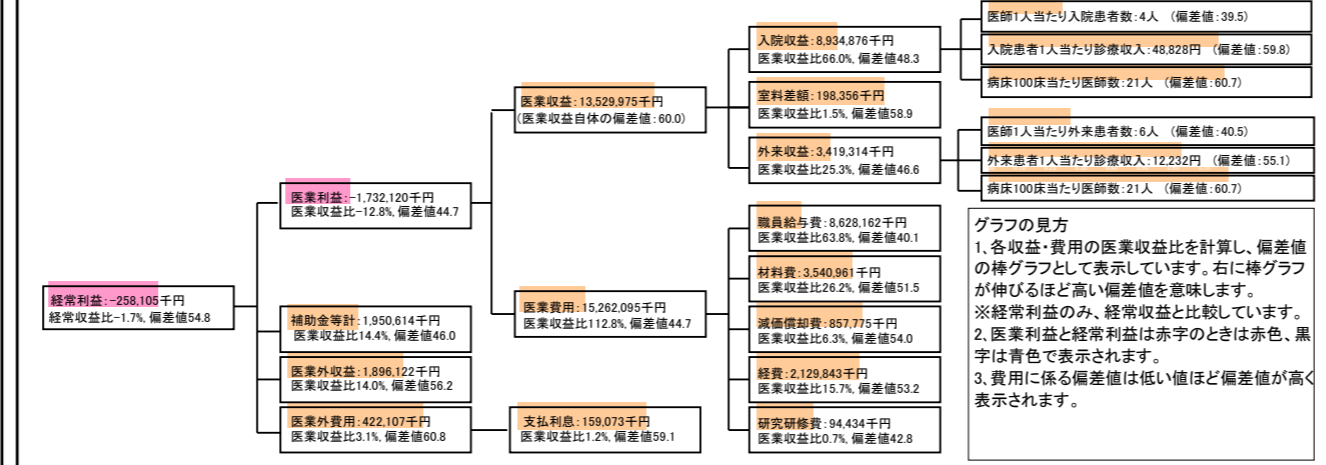 経常利益:-258,105千円
経常収比-1.7%, 偏差値54.8
医業利益:-1,732,120千円
医業収益比-12.8%, 偏差値44.7
補助金等計:1,950,614千円
医業収益比14.4%, 偏差値46.0
医業外収益:1,896,122千円
医業収益比14.0%, 偏差値56.2
医業外費用:422,107千円
医業収益比3.1%, 偏差値60.8
支払利息:159,073千円
医業収益比1.2%, 偏差値59.1
医業収益:13,529,975千円
(医業収益自体の偏差値:60.0)
医業費用:15,262,095千円
医業収益比112.8%, 偏差値44.7
入院収益:8,934,876千円
医業収益比66.0%, 偏差値48.3
室料差額:198,356千円
医業収益比1.5%, 偏差値58.9
外来収益:3,419,314千円
医業収益比25.3%, 偏差値46.6
職員給与費:8,628,162千円
医業収益比63.8%, 偏差値40.1
材料費:3,540,961千円
医業収益比26.2%, 偏差値51.5
減価償却費:857,775千円
医業収益比6.3%, 偏差値54.0
経費:2,129,843千円
医業収益比15.7%, 偏差値53.2
研究研修費:94,434千円
医業収益比0.7%, 偏差値42.8
医師1人当たり入院患者数:4人 (偏差値:39.5)
入院患者1人当たり診療収入:48,828円 (偏差値:59.8)
病床100床当たり医師数:21人 (偏差値:60.7)
医師1人当たり外来患者数:6人 (偏差値:40.5)
外来患者1人当たり診療収入:12,232円 (偏差値:55.1)
病床100床当たり医師数:21人 (偏差値:60.7)
グラフの見方
1、各収益・費用の医業収益比を計算し、偏差値
の棒グラフとして表示しています。右に棒グラフ
が伸びるほど高い偏差値を意味します。
※経常利益のみ、経常収益と比較しています。
2、医業利益と経常利益は赤字のときは赤色、黒
字は青色で表示されます。
3、費用に係る偏差値は低い値ほど偏差値が高く
表示されます。